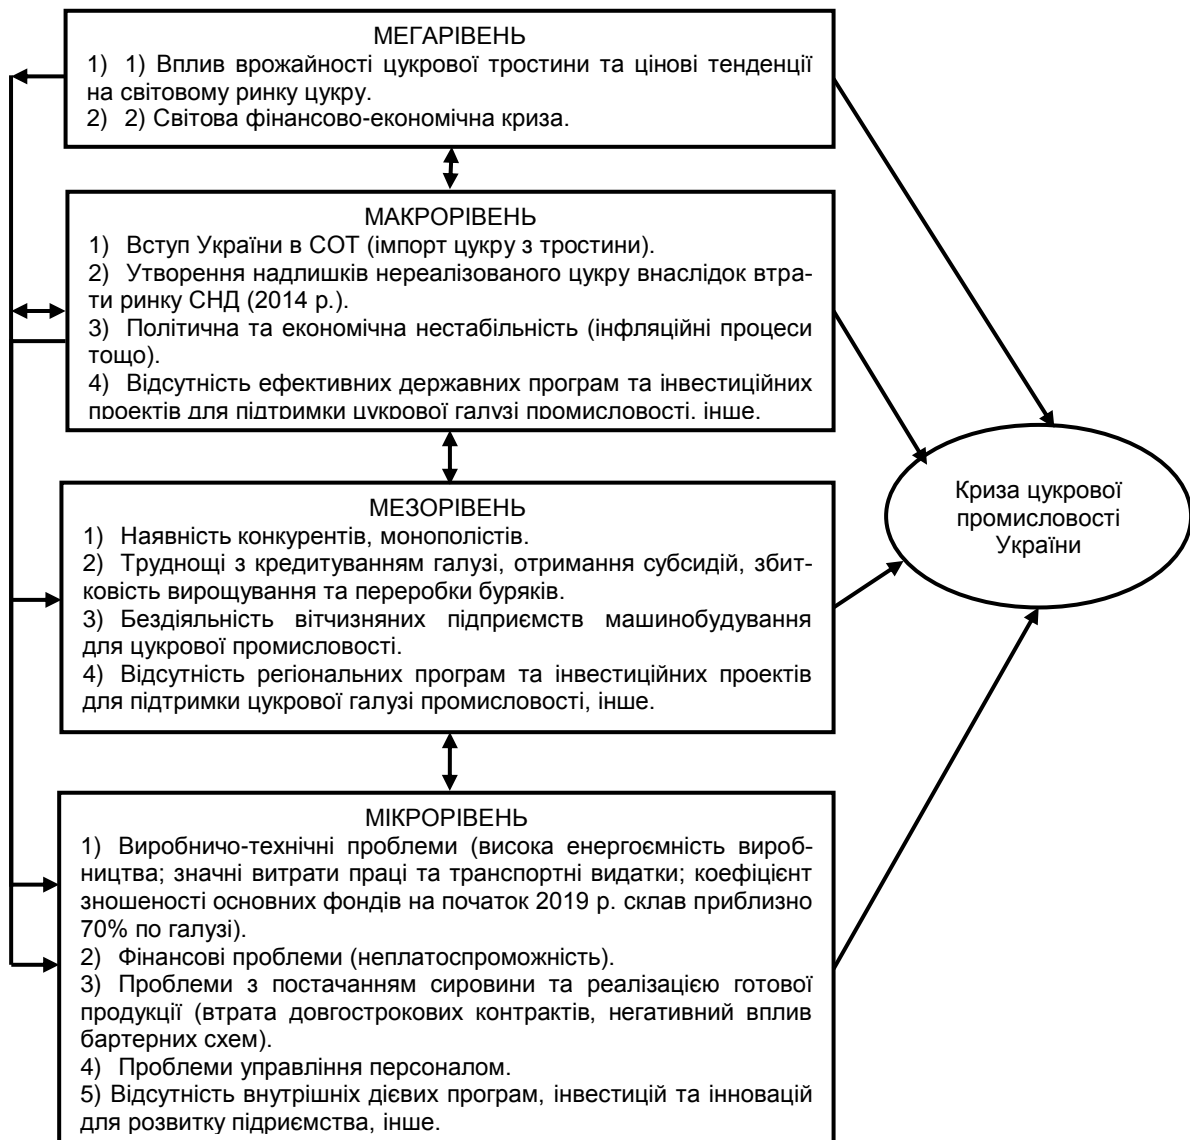 МЕГАРІВЕНЬ
1) 1) Вплив врожайності цукрової тростини та цінові тенденції
на світовому ринку цукру.
2) 2) Світова фінансово-економічна криза.
МАКРОРІВЕНЬ
1) Вступ України в СОТ (імпорт цукру з тростини).
2) Утворення надлишків нереалізованого цукру внаслідок втра-
ти ринку СНД (2014 р.).
3) Політична та економічна нестабільність (інфляційні процеси
тощо).
4) Відсутність ефективних державних програм та інвестиційних
проектів для підтримки цукрової галузі промисловості, інше.
МЕЗОРІВЕНЬ
1) Наявність конкурентів, монополістів.
2) Труднощі з кредитуванням галузі, отримання субсидій, збит-
ковість вирощування та переробки буряків.
3) Бездіяльність вітчизняних підприємств машинобудування
для цукрової промисловості.
4) Відсутність регіональних програм та інвестиційних проектів
для підтримки цукрової галузі промисловості, інше.
МІКРОРІВЕНЬ
1) Виробничо-технічні проблеми (висока енергоємність вироб-
ництва; значні витрати праці та транспортні видатки; коефіцієнт
зношеності основних фондів на початок 2019 р. склав приблизно
70% по галузі).
2) Фінансові проблеми (неплатоспроможність).
3) Проблеми з постачанням сировини та реалізацією готової
продукції (втрата довгострокових контрактів, негативний вплив
бартерних схем).
4) Проблеми управління персоналом.
5) Відсутність внутрішніх дієвих програм, інвестицій та інновацій
для розвитку підриємства, інше.
Криза цукрової
промисловості
України